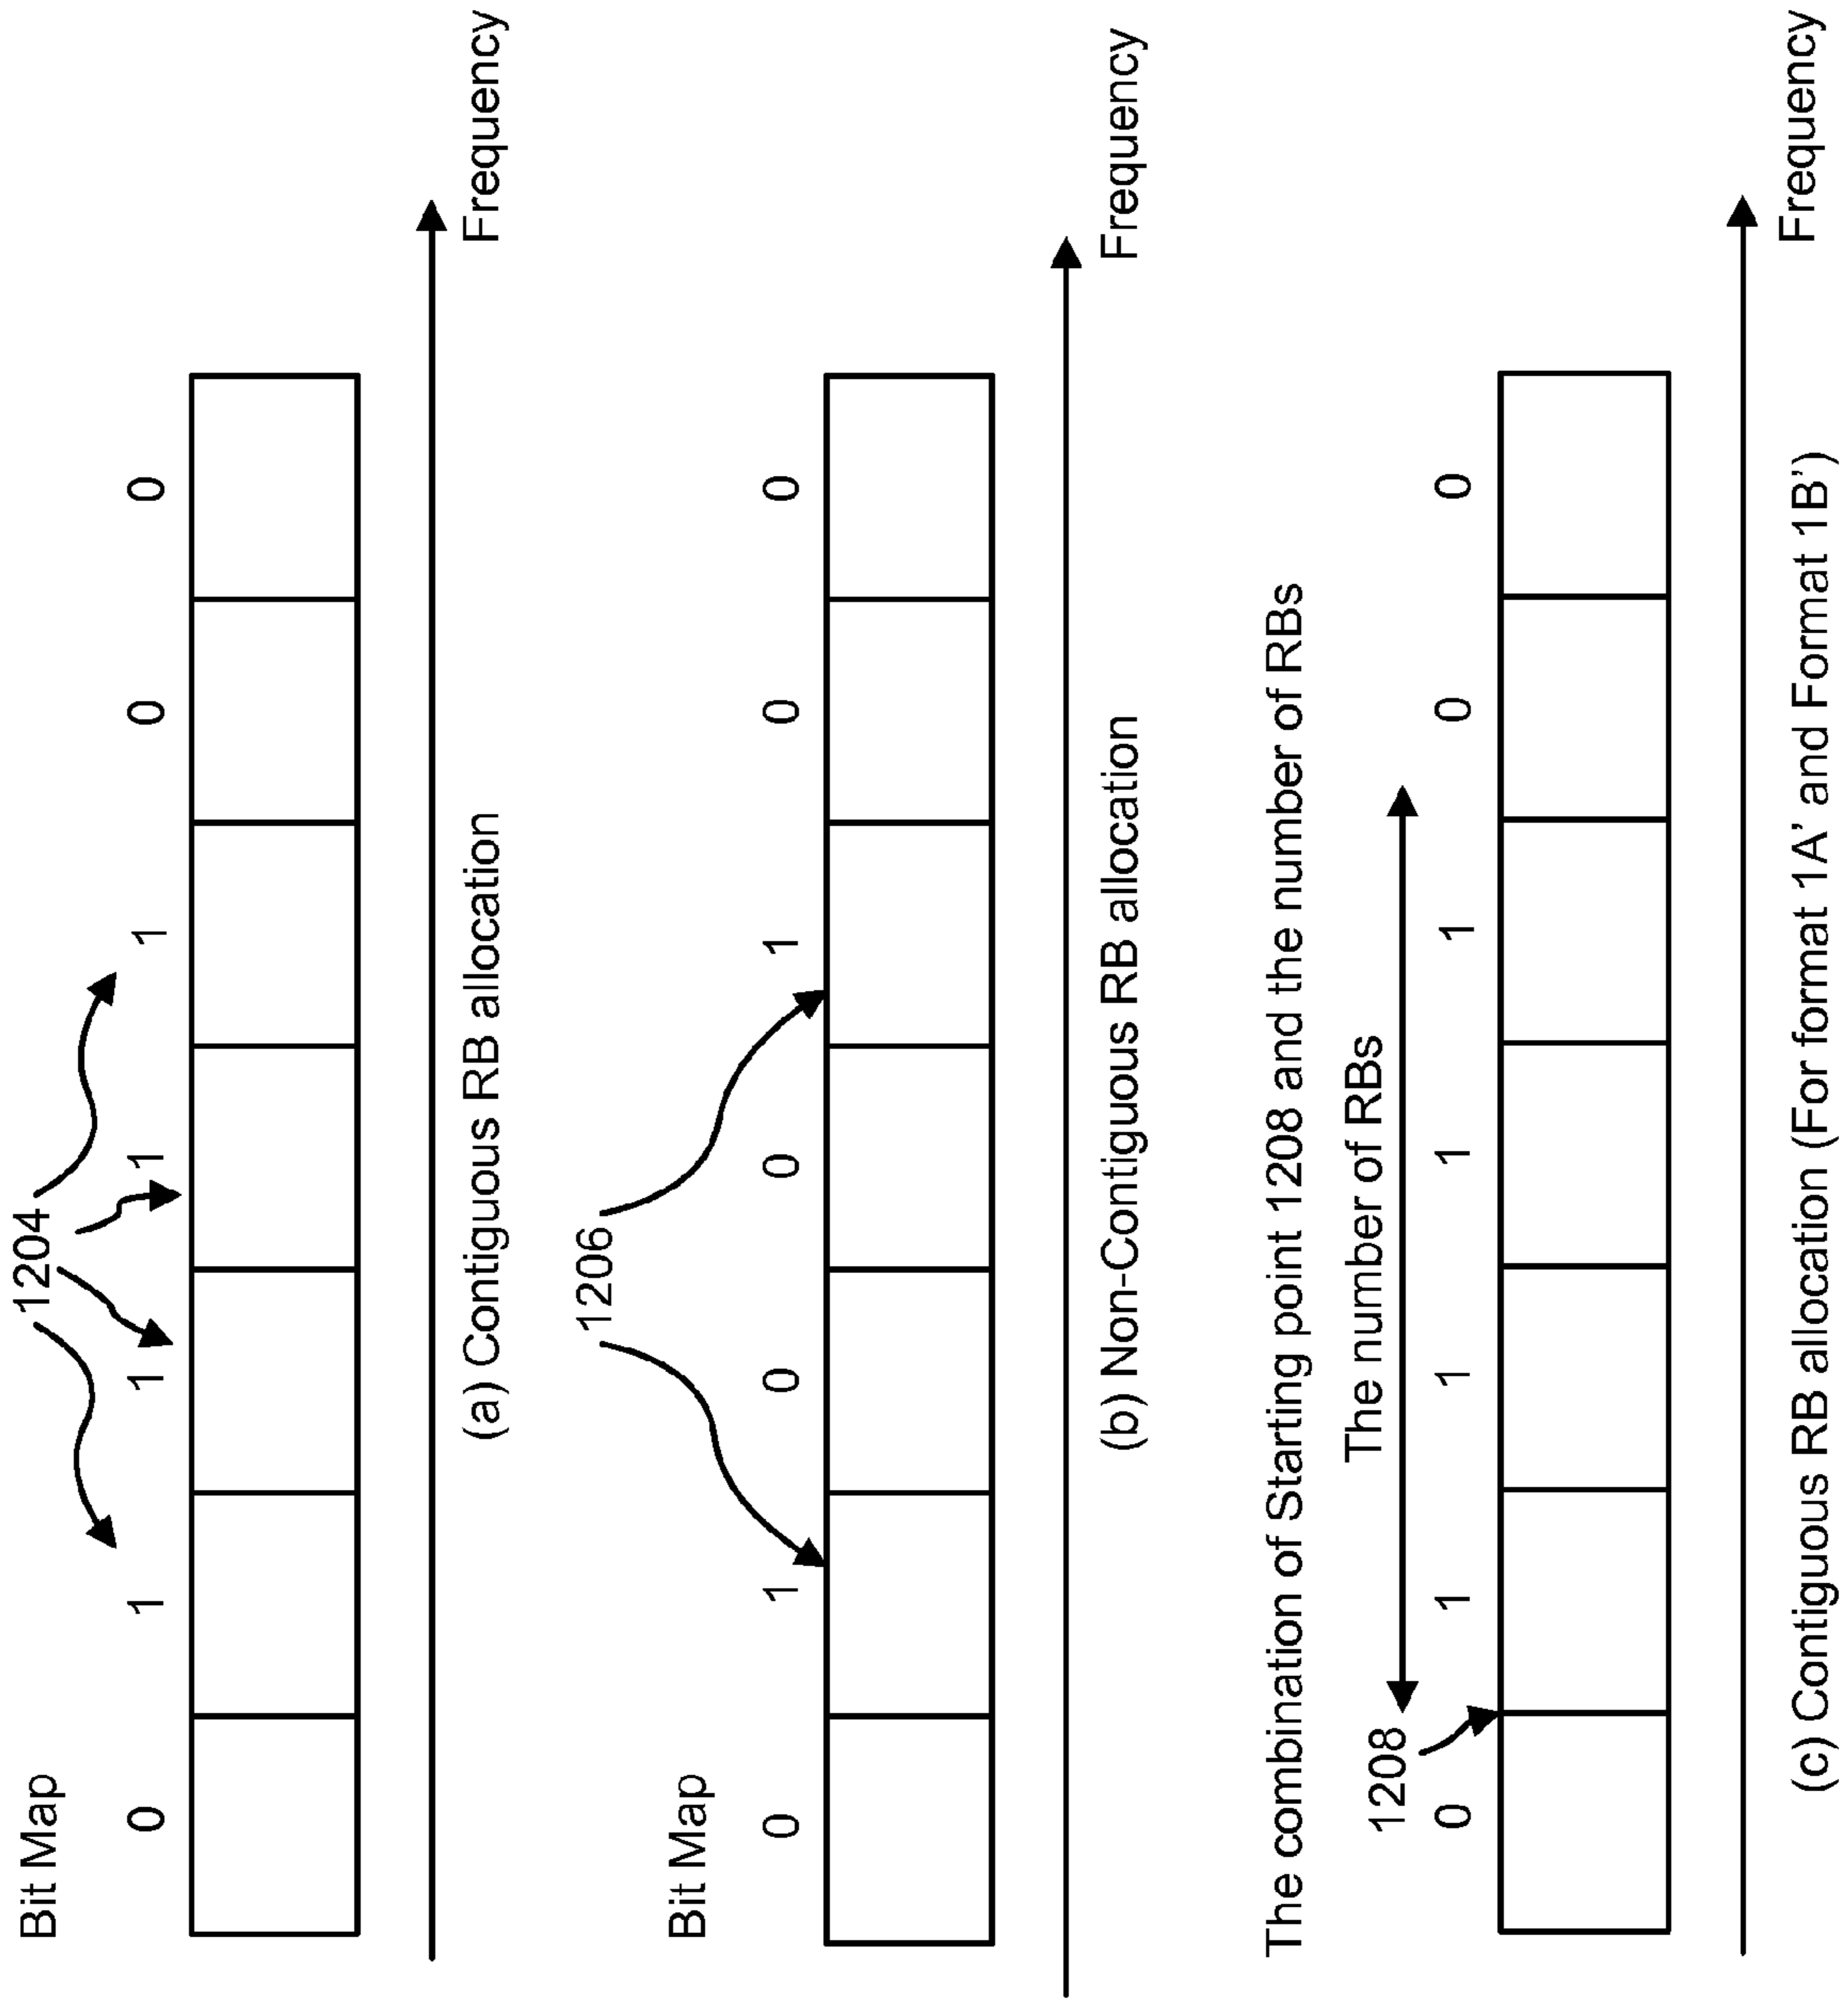 1204
Bit Map
0 1 1 1 1 0 0
Frequency
(a) Contiguous RB allocation
1206
Bit Map
0 1 0 0 1 0 0
Frequency
(b) Non-Contiguous RB allocation
The combination of Starting point 1208 and the number of RBs
The number of RBs
1208
0 1 1 1 1 0 0
Frequency
(c) Contiguous RB allocation (For format 1A’ and Format 1B’)